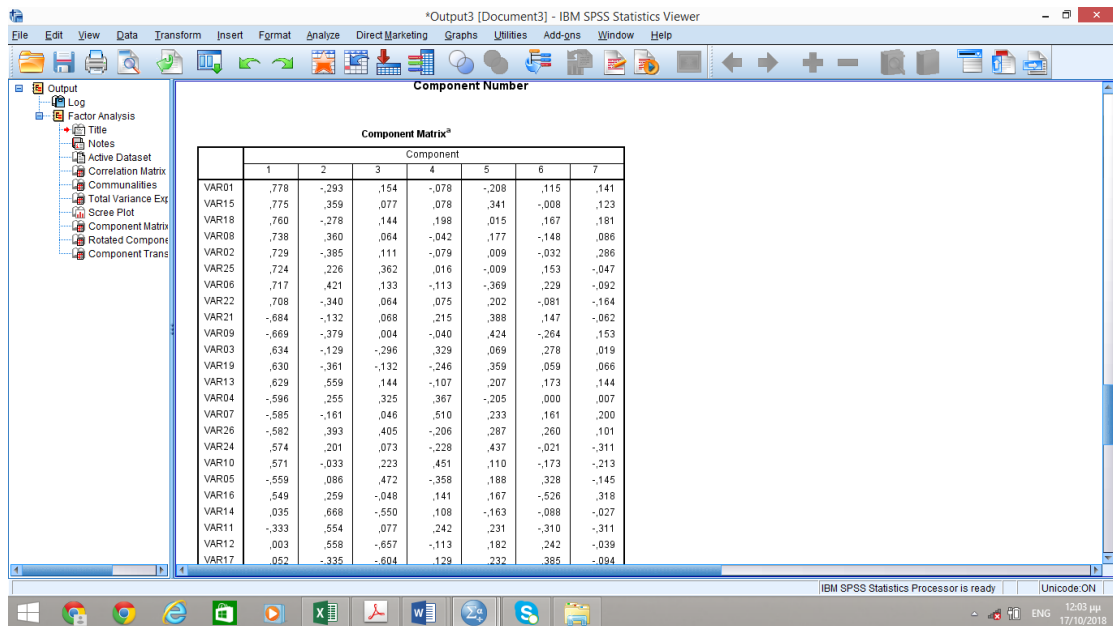 *Output3 [Document3] - IBM SPSS Statistics Viewer
File Edit View Data Transform Insert Format Analyze Direct Marketing Graphs Utilities Add-ons Window Help
Output
Log
Factor Analysis
Title
Notes
Active Dataset
Correlation Matrix
Communalities
Total Variance Exp
Scree Plot
Component Matrix
Rotated Compone
Component Trans
Component Number
Component Matrixa
Component
1 2 3 4 5 6 7
VAR01 ,778 -,293 ,154 -,078 -,208 ,115 ,141
VAR15 ,775 ,359 ,077 ,078 ,341 -,008 ,123
VAR18 ,760 -,278 ,144 ,198 ,015 ,167 ,181
VAR08 ,738 ,360 ,064 -,042 ,177 -,148 ,086
VAR02 ,729 -,385 ,111 -,079 ,009 -,032 ,286
VAR25 ,724 ,226 ,362 ,016 -,009 ,153 -,047
VAR06 ,717 ,421 ,133 -,113 -,369 ,229 -,092
VAR22 ,708 -,340 ,064 ,075 ,202 -,081 -,164
VAR21 -,684 -,132 ,068 ,215 ,388 ,147 -,062
VAR09 -,669 -,379 ,004 -,040 ,424 -,264 ,153
VAR03 ,634 -,129 -,296 ,329 ,069 ,278 ,019
VAR19 ,630 -,361 -,132 -,246 ,359 ,059 ,066
VAR13 ,629 ,559 ,144 -,107 ,207 ,173 ,144
VAR04 -,596 ,255 ,325 ,367 -,205 ,000 ,007
VAR07 -,585 -,161 ,046 ,510 ,233 ,161 ,200
VAR26 -,582 ,393 ,405 -,206 ,287 ,260 ,101
VAR24 ,574 ,201 ,073 -,228 ,437 -,021 -,311
VAR10 ,571 -,033 ,223 ,451 ,110 -,173 -,213
VAR05 -,559 ,086 ,472 -,358 ,188 ,328 -,145
VAR16 ,549 ,259 -,048 ,141 ,167 -,526 ,318
VAR14 ,035 ,668 -,550 ,108 -,163 -,088 -,027
VAR11 -,333 ,554 ,077 ,242 ,231 -,310 -,311
VAR12 ,003 ,558 -,657 -,113 ,182 ,242 -,039
VAR17 ,052 -,335 -,604 ,129 ,232 ,385 -,094
IBM SPSS Statistics Processor is ready Unicode:ON
ENG 12:03 μμ
17/10/2018